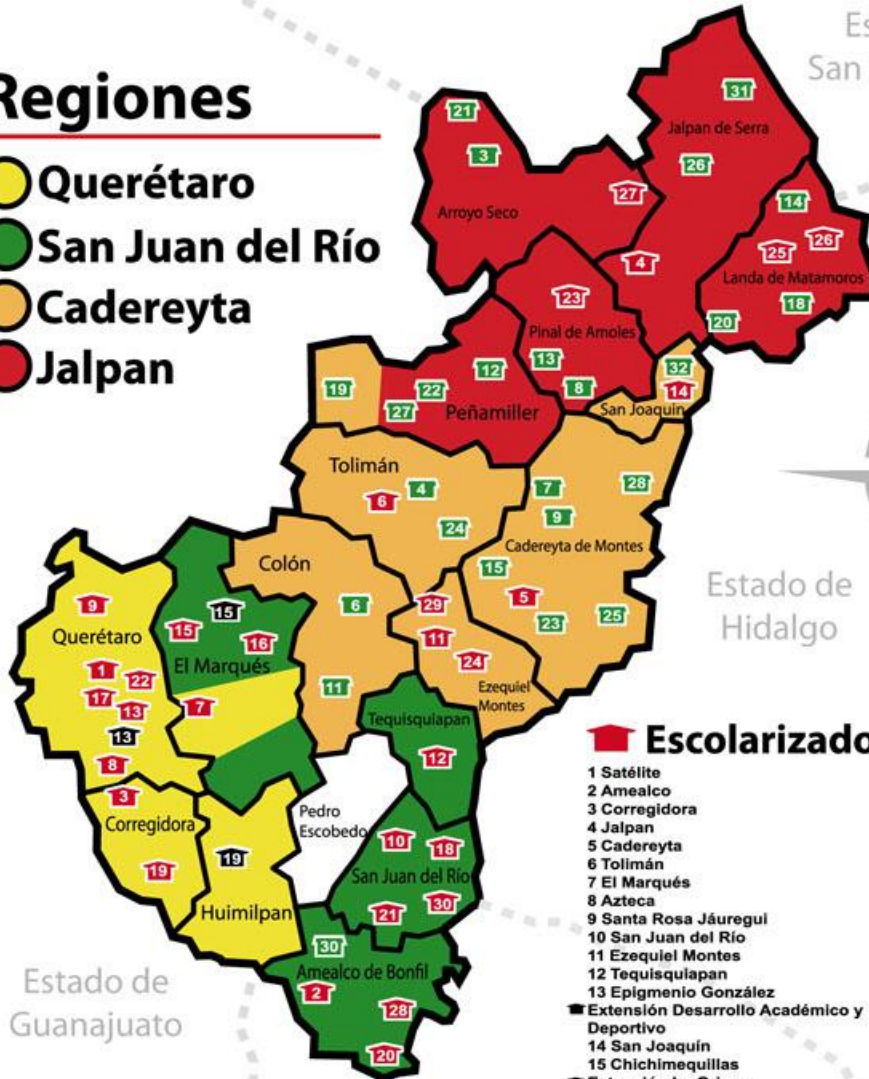 Regiones
Querétaro
San Juan del Río
Cadereyta
Jalpan
San
21
31
3
Jalpan de Serra
26
27
14
Arroyo Seco
4
25
26
23
Landa de Matamoros
18
20
Pinal de Amoles
13
12
32
8
14
19
22
27
Peñamiller
San Joaquín
Tolimán
4
6
7
28
9
24
Cadereyta de Montes
Colón
15
5
29
6
25
23
9
15
15
16
11
Querétaro
El Marqués
24
1
22
17
7
13
11
Ezequiel
Montes
13
Tequisquiapan
8
12
3
Estado de
Hidalgo
Corregidora
Pedro
Escobedo
10
18
19
19
San Juan del Río
Huimilpan
21
30
30
Amealco de Bonfil
2
28
20
Estado de
Guanajuato
Escolarizado
1 Satélite
2 Amealco
3 Corregidora
4 Jalpan
5 Cadereyta
6 Tolimán
7 El Marqués
8 Azteca
9 Santa Rosa Jáuregui
10 San Juan del Río
11 Ezequiel Montes
12 Tequisquiapan
13 Epigmenio González
Extensión Desarrollo Académico y
Deportivo
14 San Joaquín
15 Chichimequillas